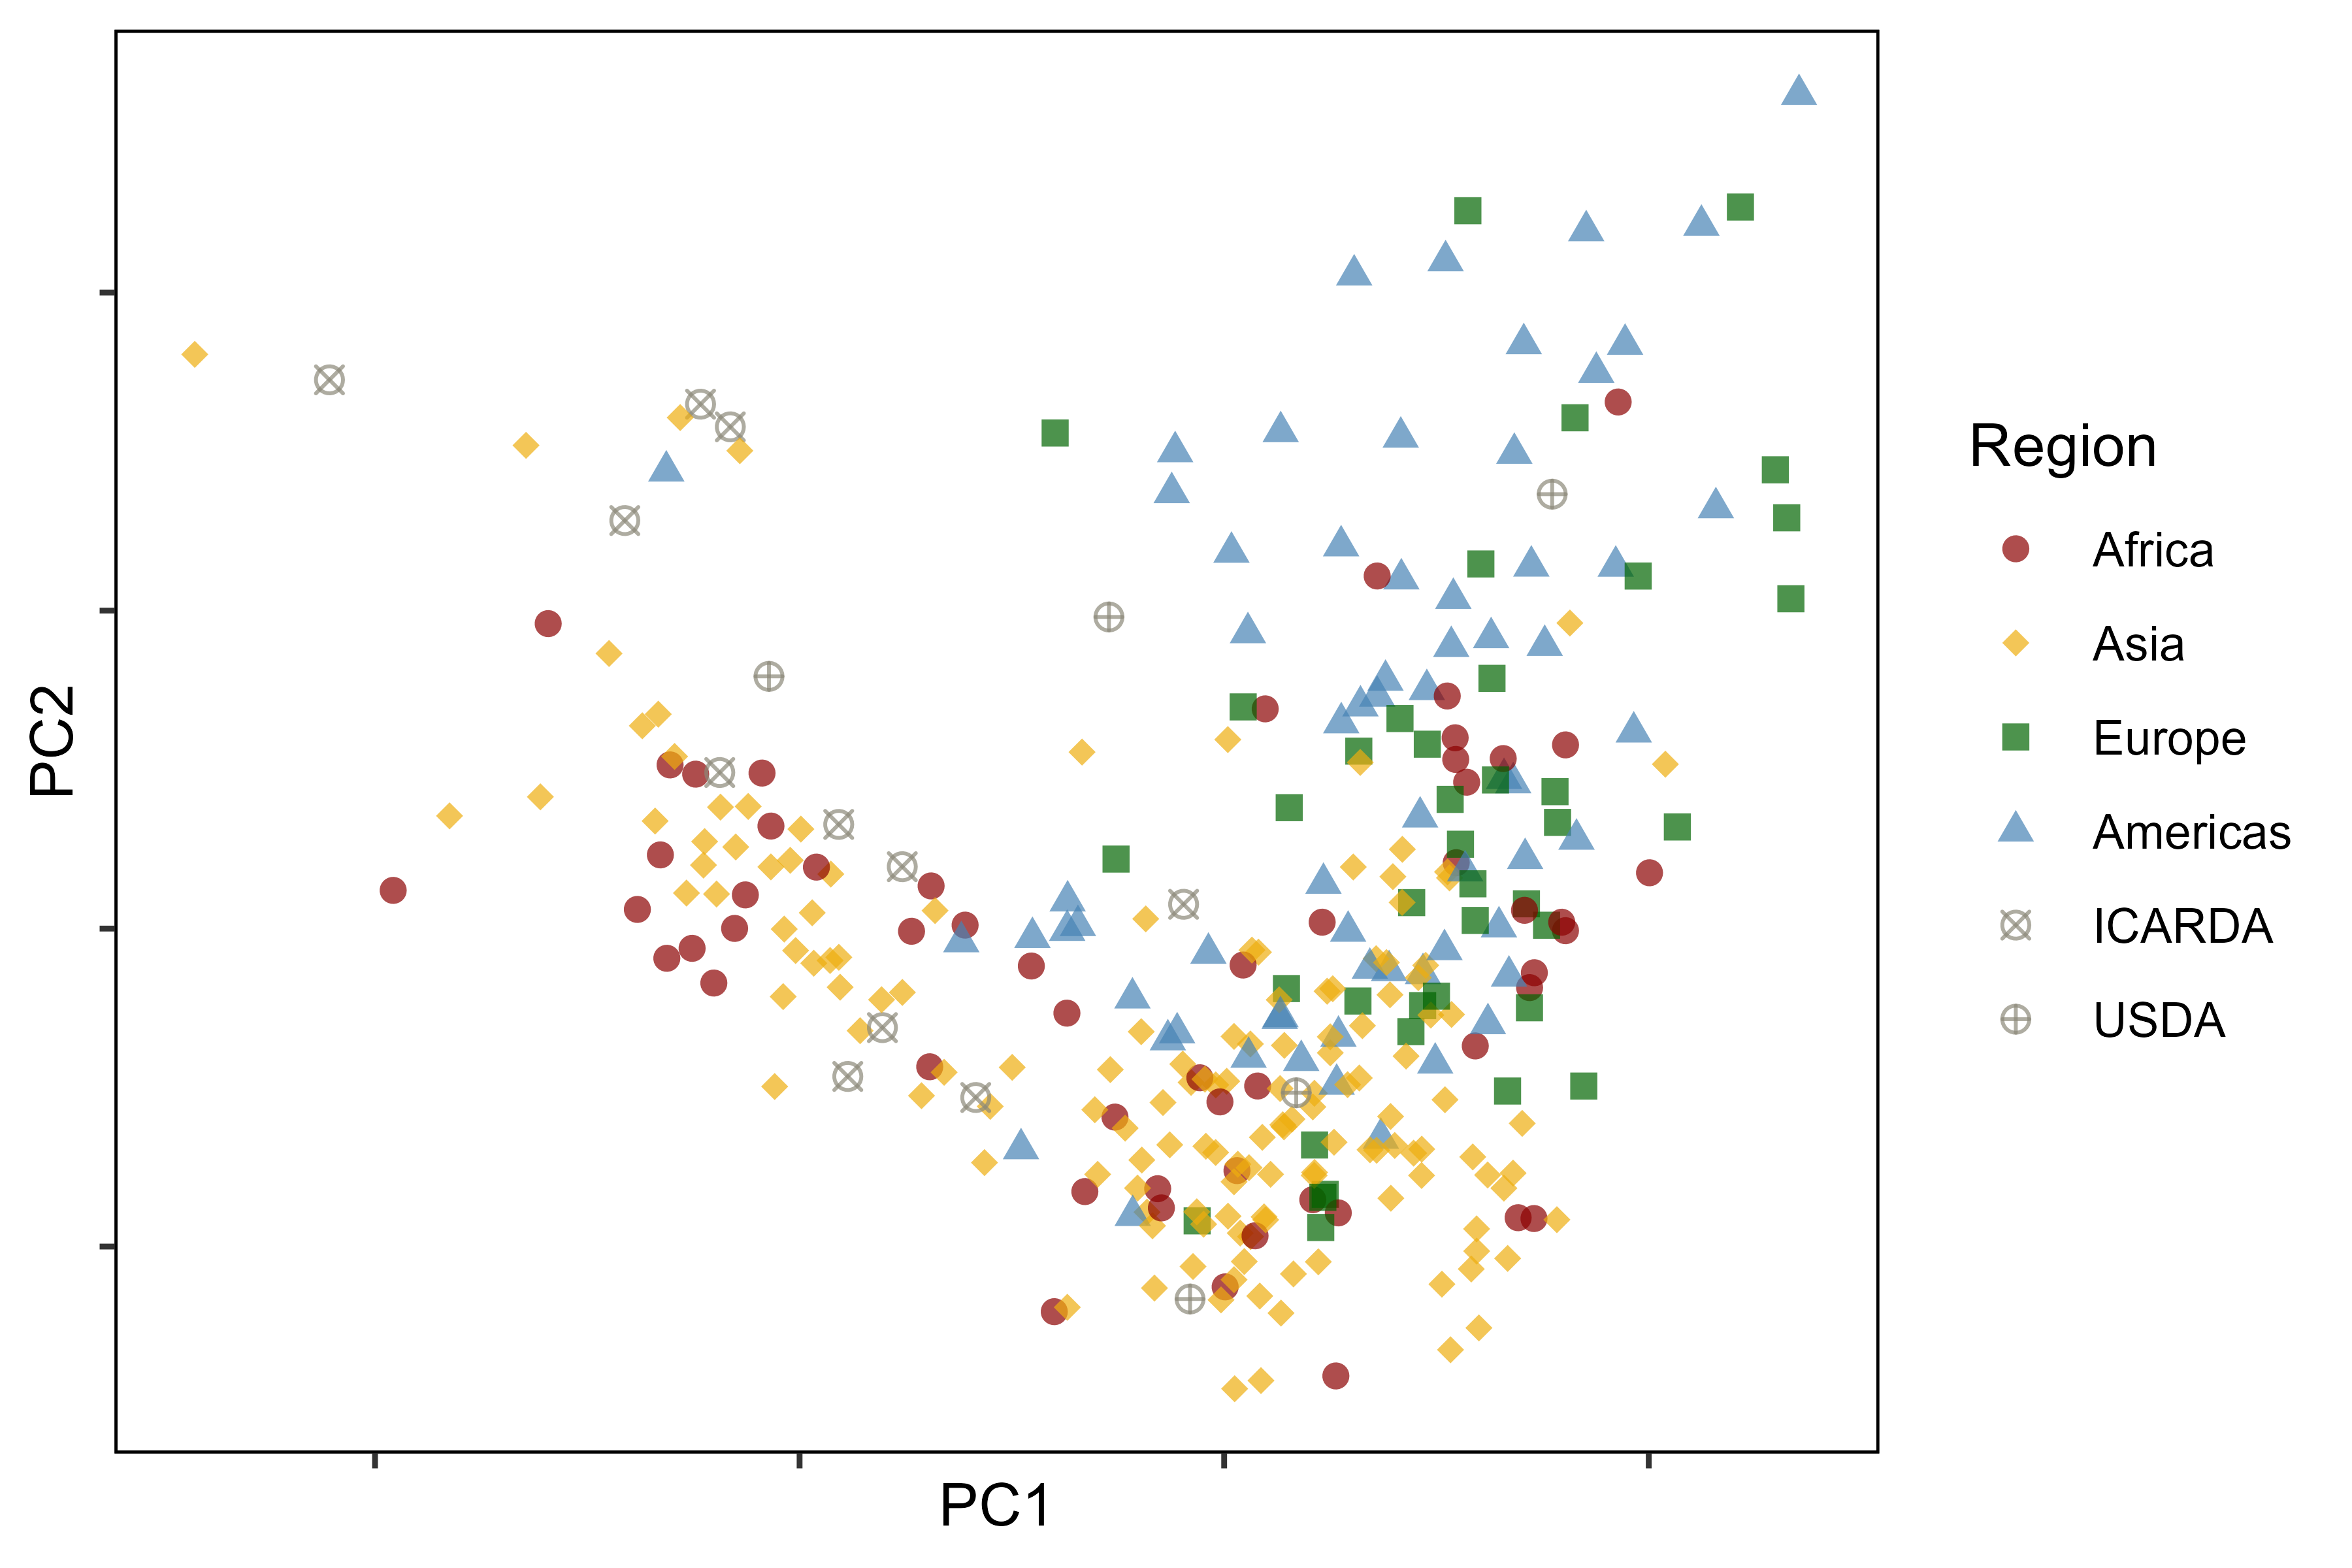 PC2
PC1
Region
Africa
Asia
Europe
Americas
ICARDA
USDA